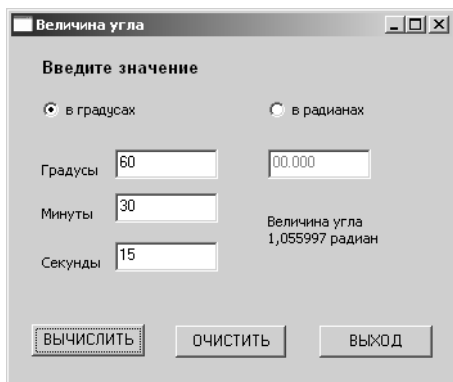 Величина угла
Введите значение
в градусах
в радианах
Градусы 60
00.000
Минуты 30
Величина угла
1,055997 радиан
Секунды 15
ВЫЧИСЛИТЬ ОЧИСТИТЬ ВЫХОД